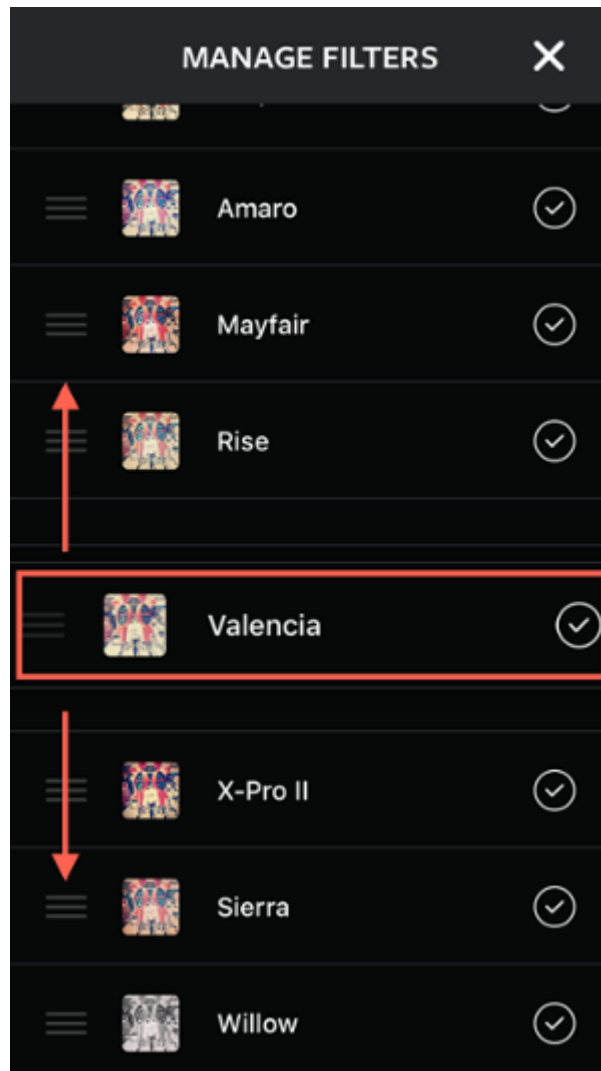 MANAGE FILTERS
Amaro
Mayfair
Rise
Valencia
X-Pro II
Sierra
Willow